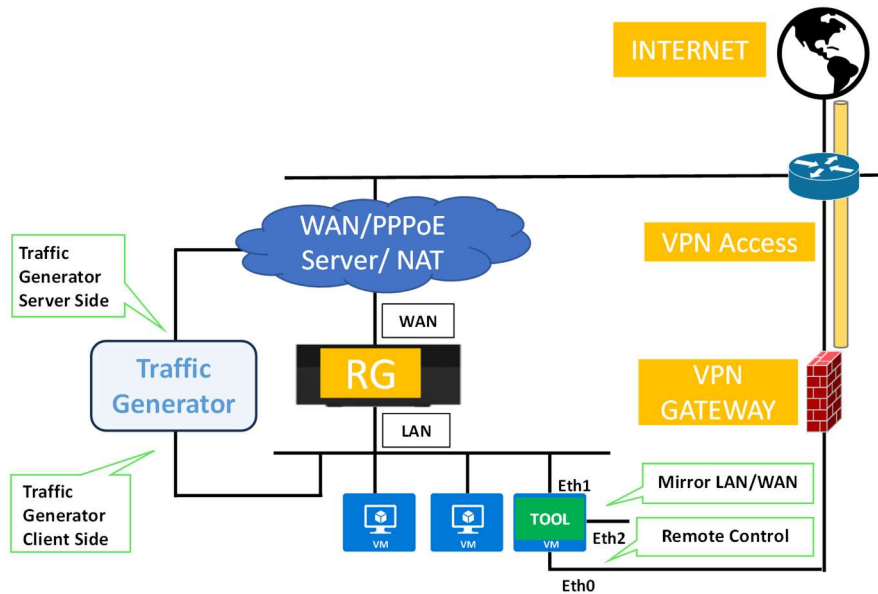 INTERNET
WAN/PPPoE
Server/ NAT
VPN Access
Traffic
Generator
Server Side
WAN
Traffic
Generator
RG
VPN
GATEWAY
LAN
Traffic
Generator
Client Side
Eth1
Mirror LAN/WAN
TOOL
VM
VM
VM
Eth2
Remote Control
Eth0